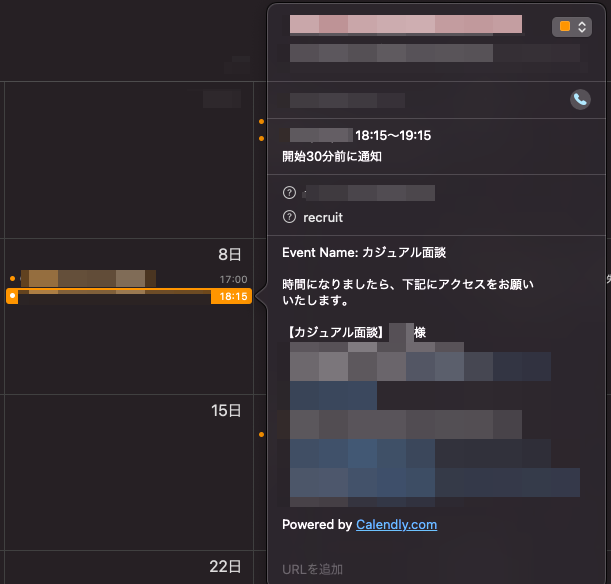 18:15〜19:15
開始30分前に通知
recruit
8日
17:00
18:15
Event Name: カジュアル面談
時間になりましたら、下記にアクセスをお願い
いたします。
【カジュアル面談】 様
15日
Powered by Calendly.com
22日
URLを追加